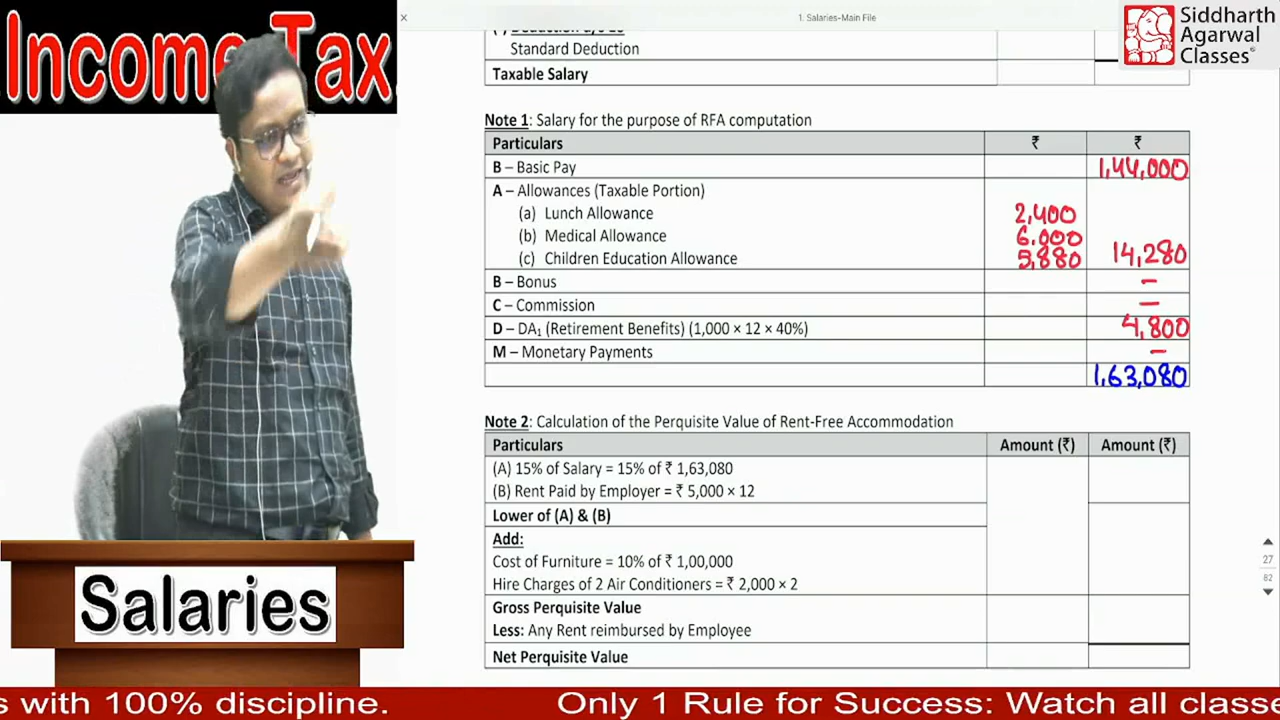 Income Tax
1. Salaries-Main File
Siddharth
Agarwal
Classes
Standard Deduction
Taxable Salary
Note 1: Salary for the purpose of RFA computation
Particulars ₹ ₹
B – Basic Pay 1,44,000
A – Allowances (Taxable Portion)
(a) Lunch Allowance 2,400
(b) Medical Allowance 6,000
(c) Children Education Allowance 5,880 14,280
B – Bonus –
C – Commission –
D – DA₁ (Retirement Benefits) (1,000 × 12 × 40%) 4,800
M – Monetary Payments –
1,63,080
Note 2: Calculation of the Perquisite Value of Rent-Free Accommodation
Particulars Amount (₹) Amount (₹)
(A) 15% of Salary = 15% of ₹ 1,63,080
(B) Rent Paid by Employer = ₹ 5,000 × 12
Lower of (A) & (B)
Add:
Cost of Furniture = 10% of ₹ 1,00,000
Hire Charges of 2 Air Conditioners = ₹ 2,000 × 2
Gross Perquisite Value
Less: Any Rent reimbursed by Employee
Net Perquisite Value
27
82
Salaries
s with 100% discipline. Only 1 Rule for Success: Watch all classe